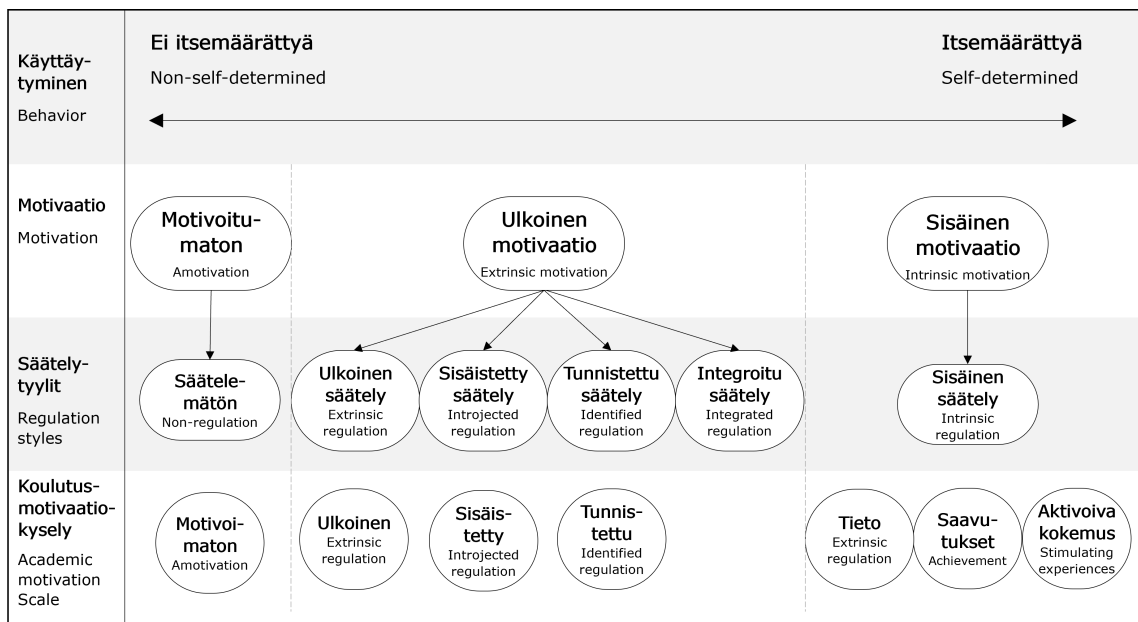 Käyttäy-
tyminen
Behavior
Ei itsemäärättyä
Non-self-determined
Itsemäärättyä
Self-determined
Motivaatio
Motivation
Motivoitu-
maton
Amotivation
Ulkoinen
motivaatio
Extrinsic motivation
Sisäinen
motivaatio
Intrinsic motivation
Säätely-
tyylit
Regulation
styles
Säätele-
mätön
Non-regulation
Ulkoinen
säätely
Extrinsic
regulation
Sisäistetty
säätely
Introjected
regulation
Tunnistettu
säätely
Identified
regulation
Integroitu
säätely
Integrated
regulation
Sisäinen
säätely
Intrinsic
regulation
Koulutus-
motivaatio-
kysely
Academic
motivation
Scale
Motivoi-
maton
Amotivation
Ulkoinen
Extrinsic
regulation
Sisäis-
tetty
Introjected
regulation
Tunnis-
tettu
Identified
regulation
Tieto
Extrinsic
regulation
Saavu-
tukset
Achievement
Aktivoiva
kokemus
Stimulating
experiences